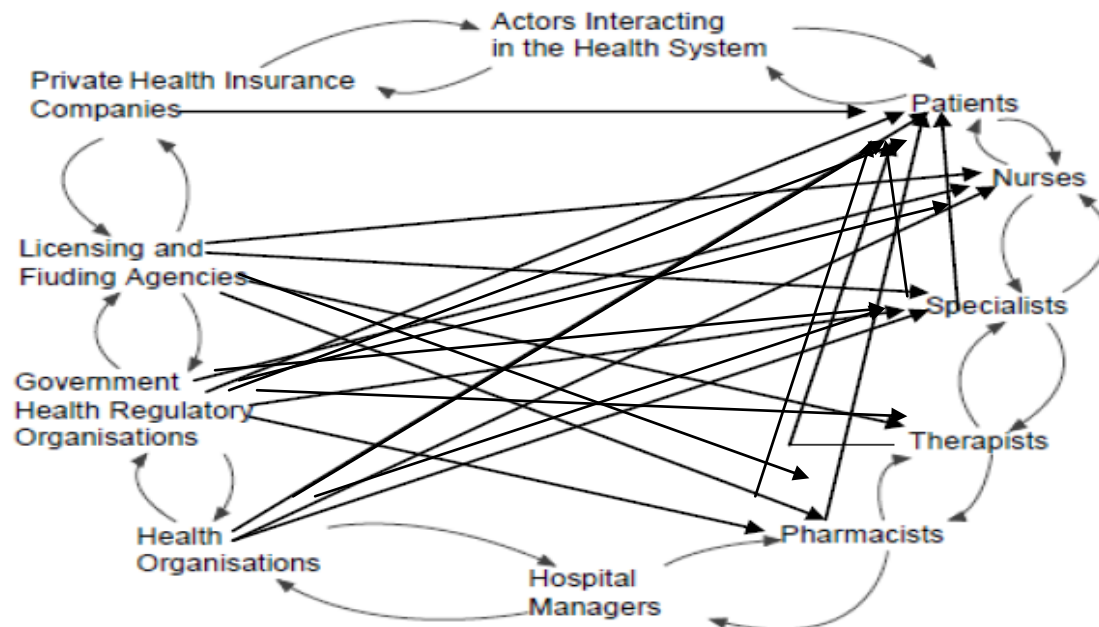 Actors Interacting
in the Health System
Private Health Insurance
Companies
Patients
Nurses
Licensing and
Fiuding Agencies
Specialists
Government
Health Regulatory
Organisations
Therapists
Health
Organisations
Pharmacists
Hospital
Managers